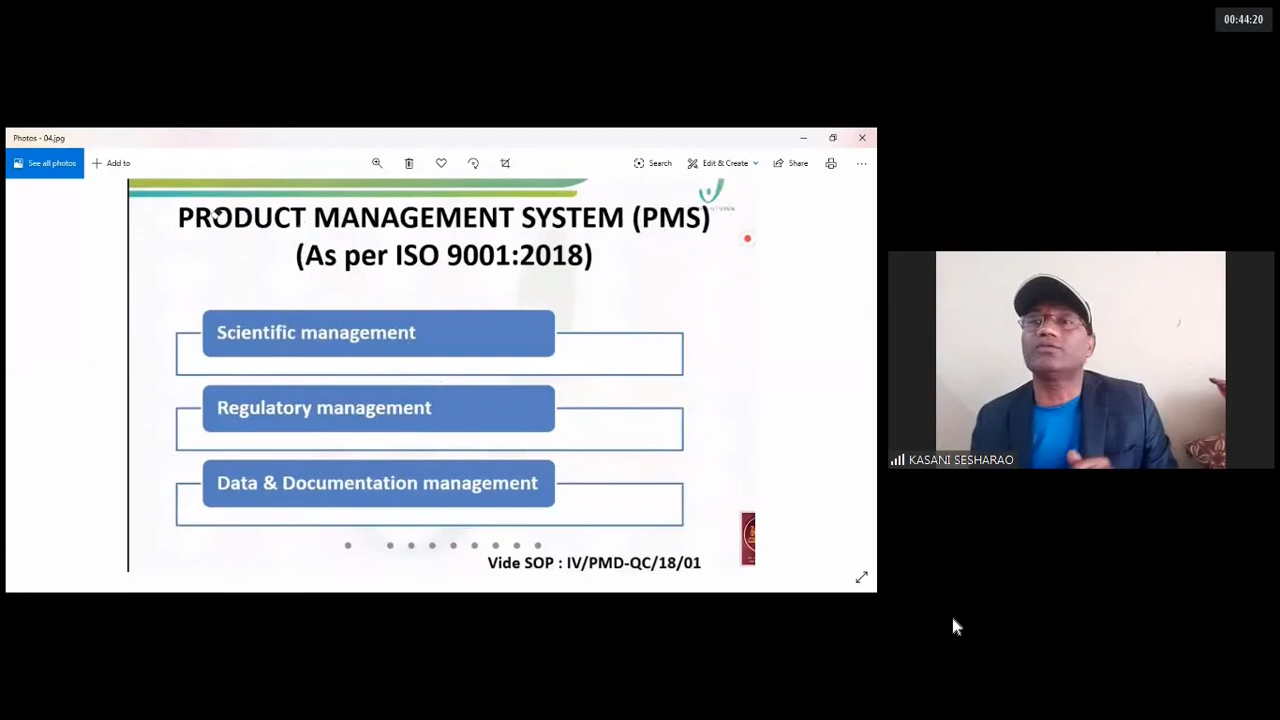 00:44:20
Photos - 04.jpg
See all photos
Add to
Search
Edit & Create
Share
PRODUCT MANAGEMENT SYSTEM (PMS)
(As per ISO 9001:2018)
Scientific management
Regulatory management
Data & Documentation management
Vide SOP : IV/PMD-QC/18/01
KASANI SESHARAO